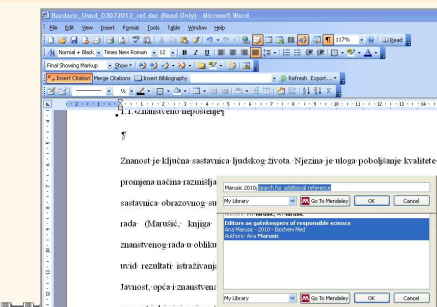 Bazdaric_Uvod_03072012_ref.doc (Read-Only) - Microsoft Word
File Edit View Insert Format Tools Table Window Help
117% Read
Normal + Black Times New Roman 12 B I U
Final Showing Markup Show
Insert Citation Merge Citations Insert Bibliography Refresh Export...
½
1.1. Znanstveno nepoštenje¶
¶
Znanost je ključna sastavnica ljudskog života. Njezina je uloga poboljšanje kvalitete
promjena načina razmišlja
Marusic 2010; Search for additional reference
sastavnica obrazovnog su
My Library Go To Mendeley OK Cancel
rada (Marušić, knjiga
Editors as gatekeepers of responsible science
Ana Marusic - 2010 - Biochem Med
Authors: Ana Marusic
znanstvenog rada u obliku
uvid rezultati istraživanja
Javnost, opća i znanstvena
My Library Go To Mendeley OK Cancel